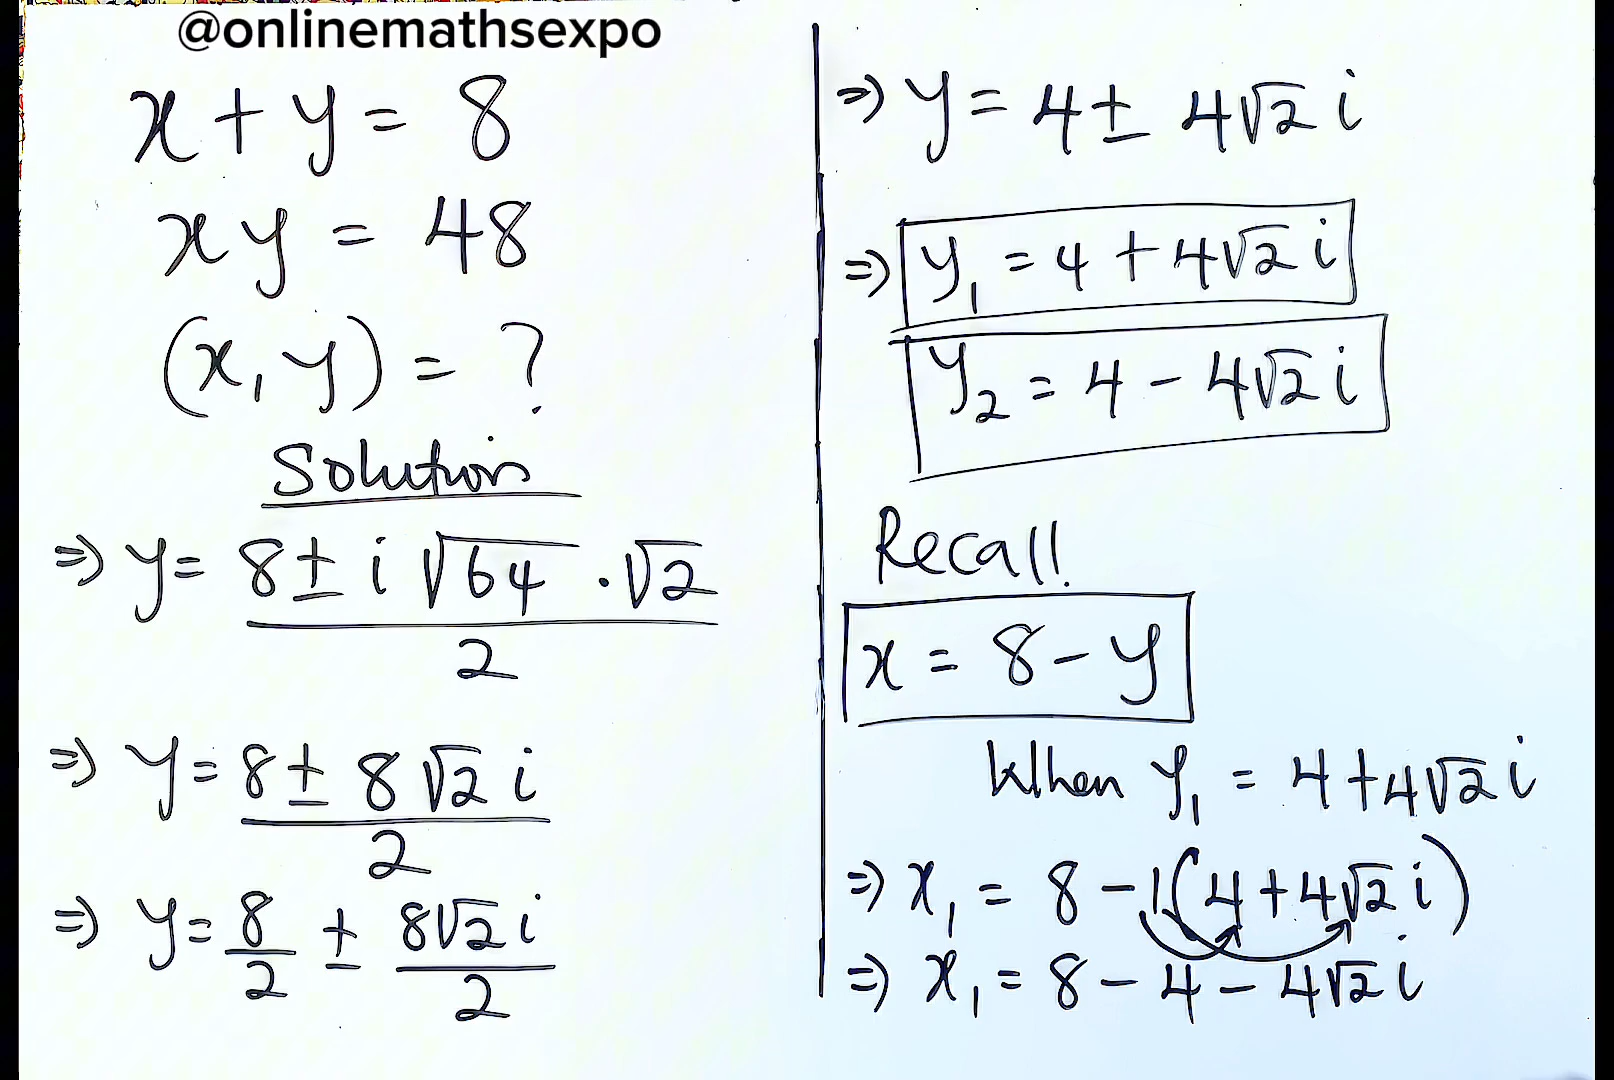 @onlinemathsexpo
x + y = 8
xy = 48
(x, y) = ?
Solution
⇒ y = (8 ± i √64 · √2) / 2
⇒ y = (8 ± 8√2 i) / 2
⇒ y = 8/2 ± 8√2 i / 2
⇒ y = 4 ± 4√2 i
⇒ y₁ = 4 + 4√2 i
y₂ = 4 - 4√2 i
Recall
x = 8 - y
When y₁ = 4 + 4√2 i
⇒ x₁ = 8 - 1(4 + 4√2 i)
⇒ x₁ = 8 - 4 - 4√2 i